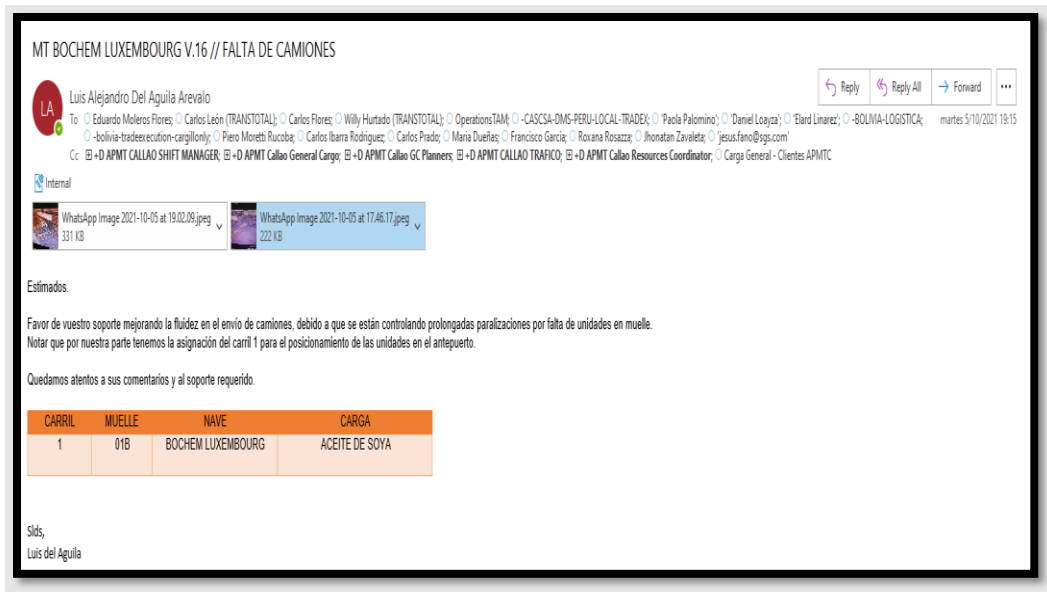 MT BOCHEM LUXEMBOURG V.16 // FALTA DE CAMIONES
Reply Reply All Forward ...
LA
Luis Alejandro Del Aguila Arevalo
To Eduardo Moleros Flores; Carlos León (TRANSTOTAL); Carlos Flores; Willy Hurtado (TRANSTOTAL); OperationsTAM; -CASCSA-DMS-PERU-LOCAL-TRADEX; 'Paola Palomino'; 'Daniel Loayza'; 'Elard Linarez'; -BOLIVIA-LOGISTICA; martes 5/10/2021 19:15
-bolivia-tradeexecution-cargillonly; Piero Moretti Rucoba; Carlos Ibarra Rodriguez; Carlos Prado; Maria Dueñas; Francisco Garcia; Roxana Rosazza; Jhonatan Zavaleta; 'jesus.fano@sgs.com'
Cc +D APMT CALLAO SHIFT MANAGER; +D APMT Callao General Cargo; +D APMT Callao GC Planners; +D APMT CALLAO TRAFICO; +D APMT Callao Resources Coordinator; Carga General - Clientes APMTC
Internal
WhatsApp Image 2021-10-05 at 19.02.09.jpeg
331 KB
WhatsApp Image 2021-10-05 at 17.46.17.jpeg
222 KB
Estimados.
Favor de vuestro soporte mejorando la fluidez en el envío de camiones, debido a que se están controlando prolongadas paralizaciones por falta de unidades en muelle.
Notar que por nuestra parte tenemos la asignación del carril 1 para el posicionamiento de las unidades en el antepuerto.
Quedamos atentos a sus comentarios y al soporte requerido.
CARRIL MUELLE NAVE CARGA
1 01B BOCHEM LUXEMBOURG ACEITE DE SOYA
Slds,
Luis del Aguila